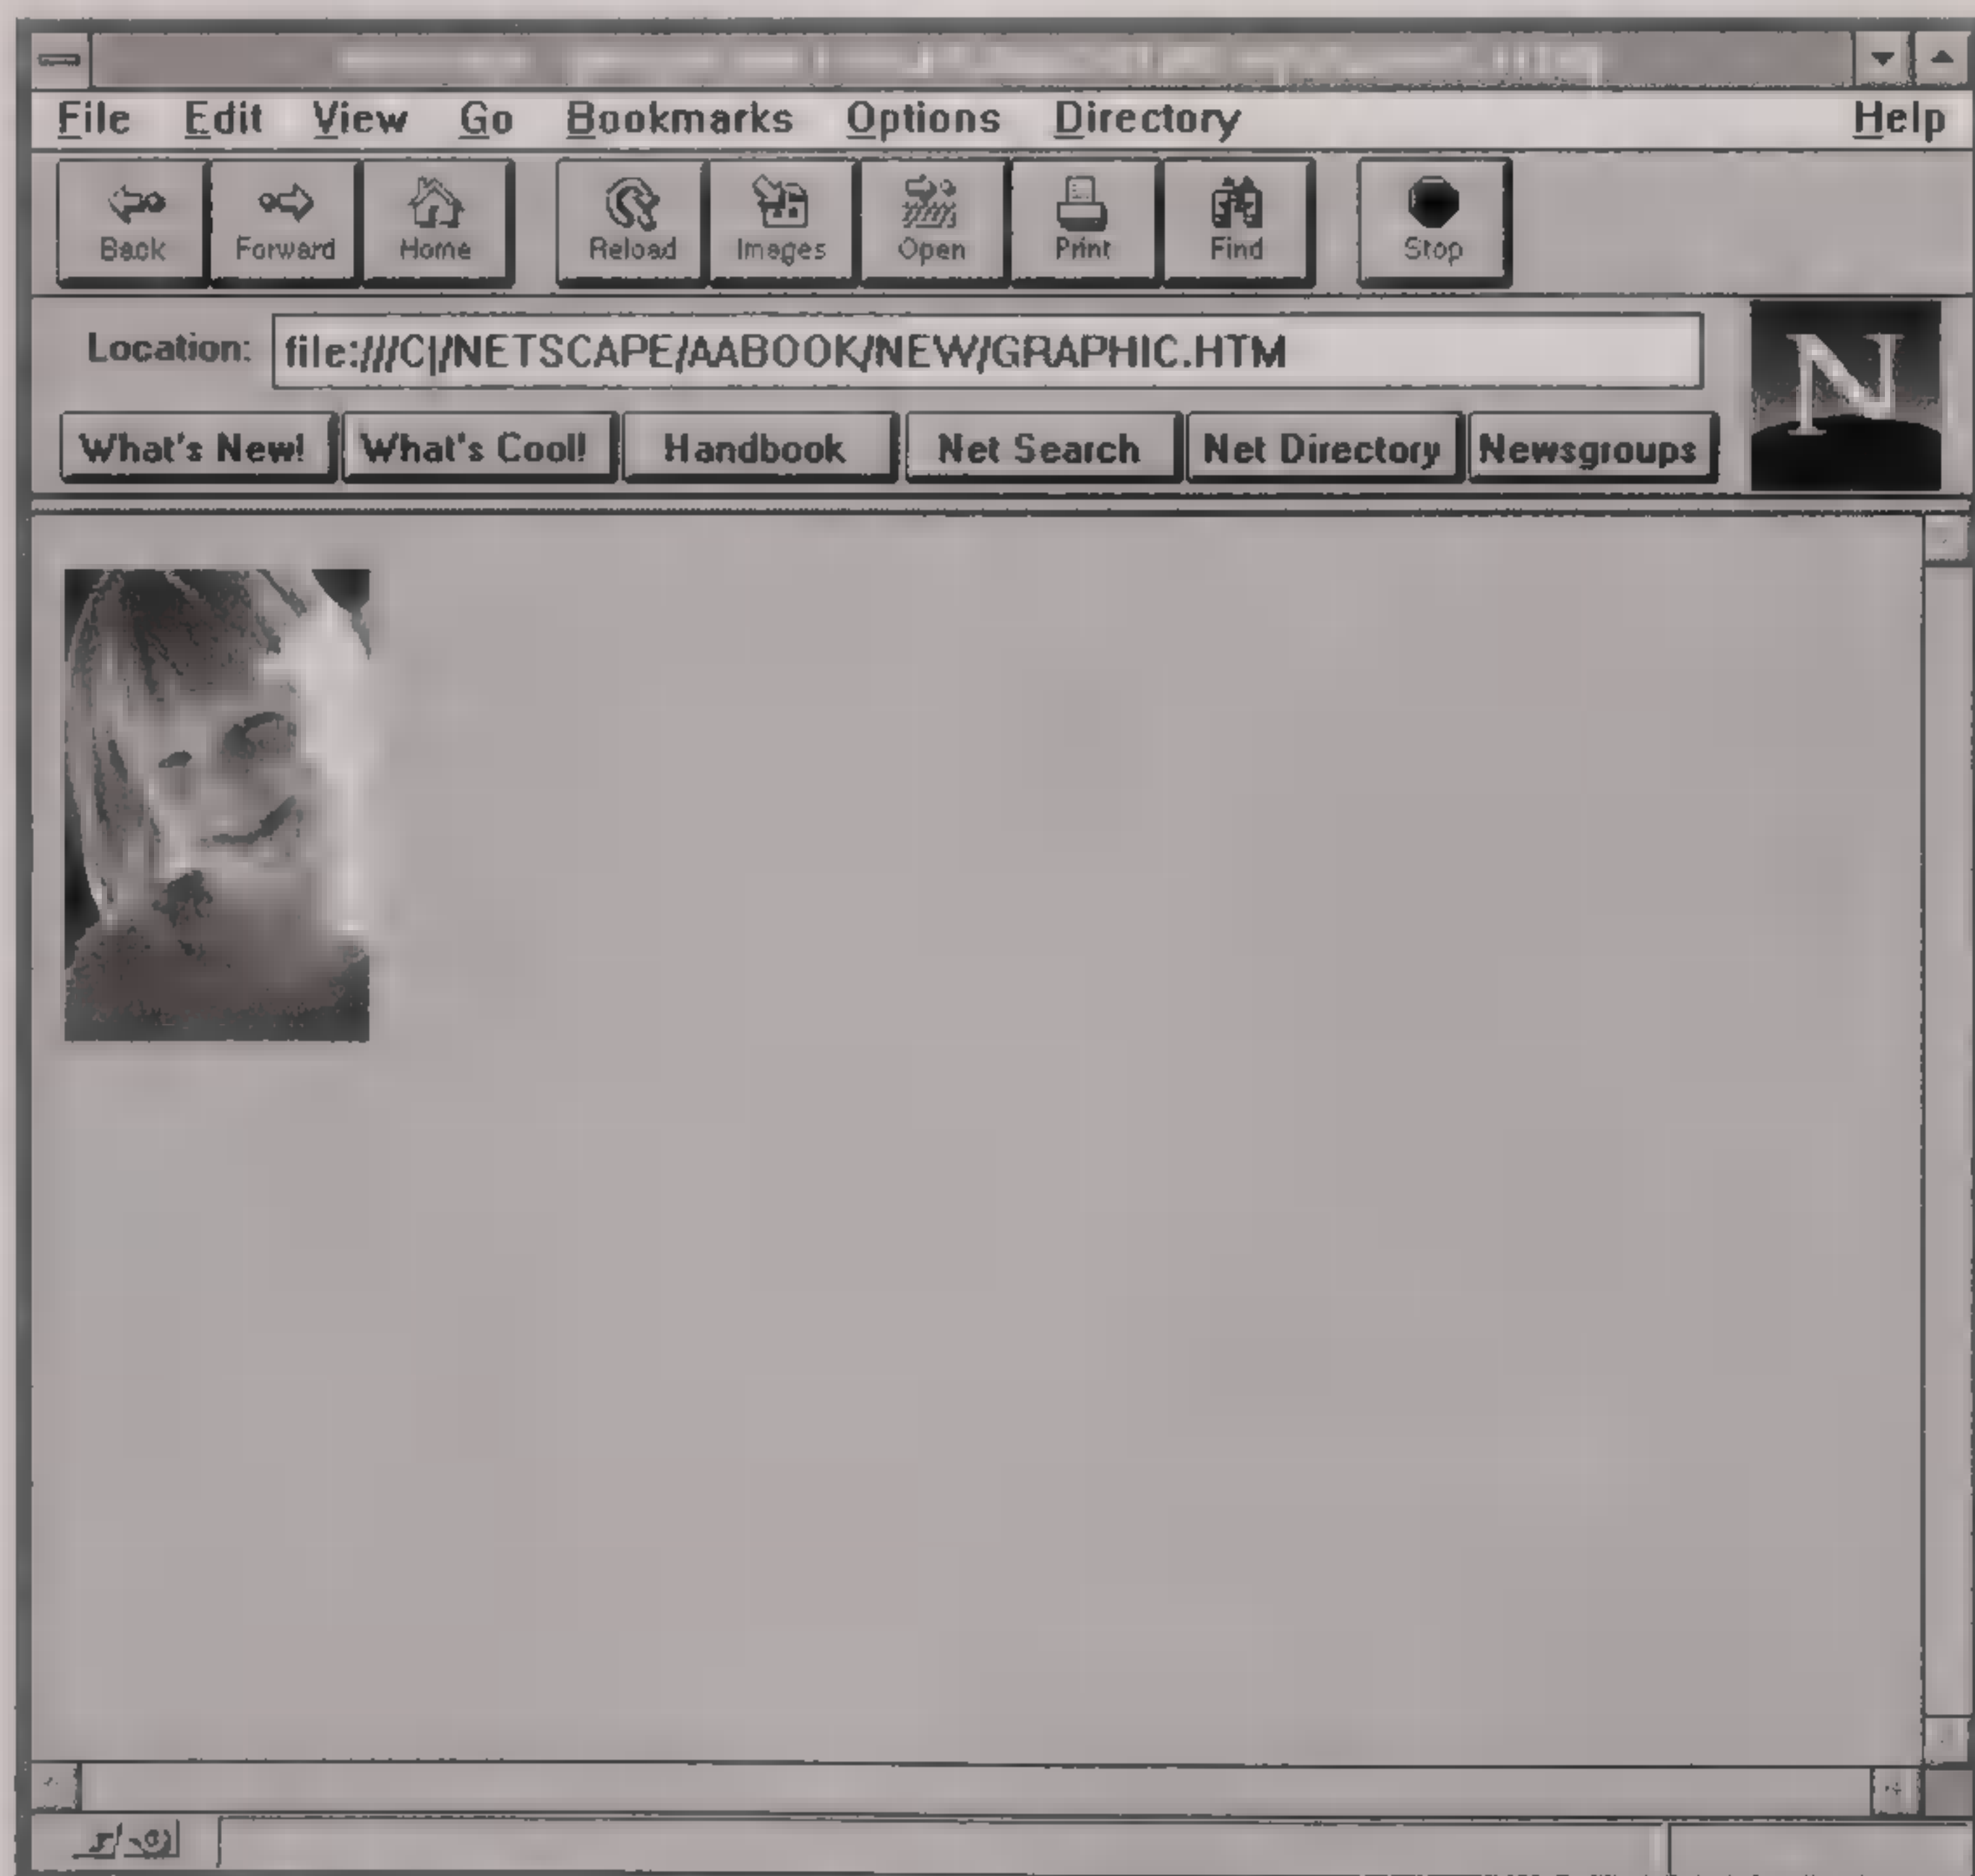 File Edit View Go Bookmarks Options Directory Help
Back Forward Home Reload Images Open Print Find Stop
Location: file:///C|/NETSCAPE/AABOOK/NEW/GRAPHIC.HTM
N
What's New! What's Cool! Handbook Net Search Net Directory Newsgroups